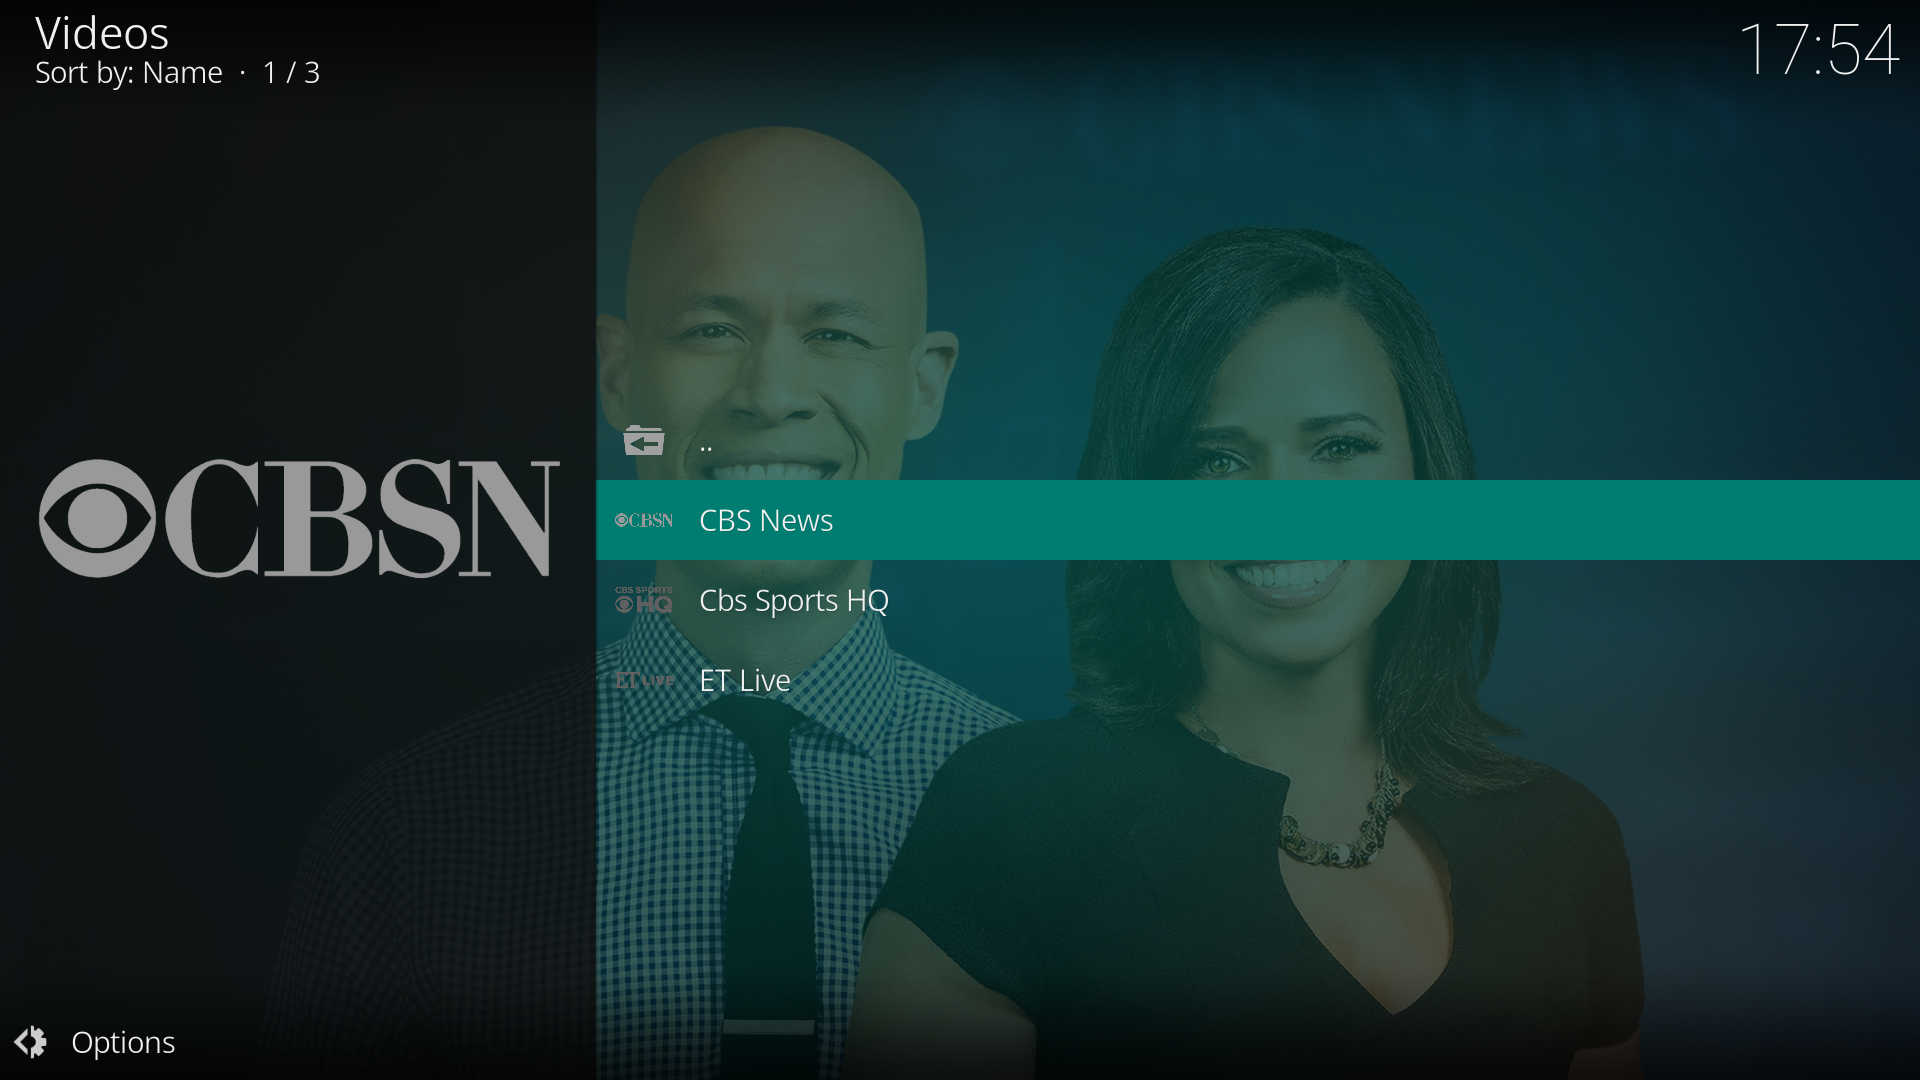 Videos
Sort by: Name · 1 / 3
17:54
CBSN
..
CBSN
CBS News
CBS SPORTS
HQ
Cbs Sports HQ
ET LIVE
ET Live
Options